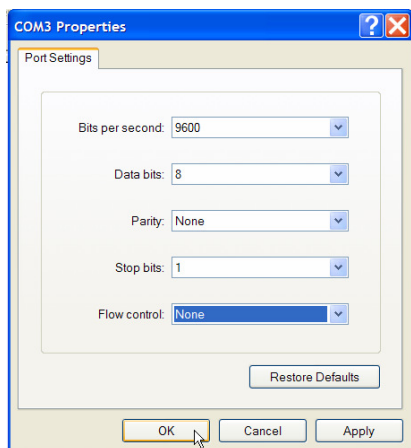 COM3 Properties
Port Settings
Bits per second: 9600
Data bits: 8
Parity: None
Stop bits: 1
Flow control: None
Restore Defaults
OK Cancel Apply